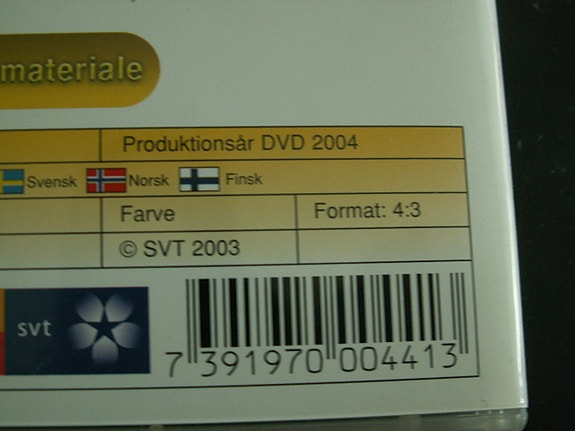 materiale
Produktionsår DVD 2004
Svensk Norsk Finsk
Farve Format: 4:3
© SVT 2003
svt
7 391970 004413